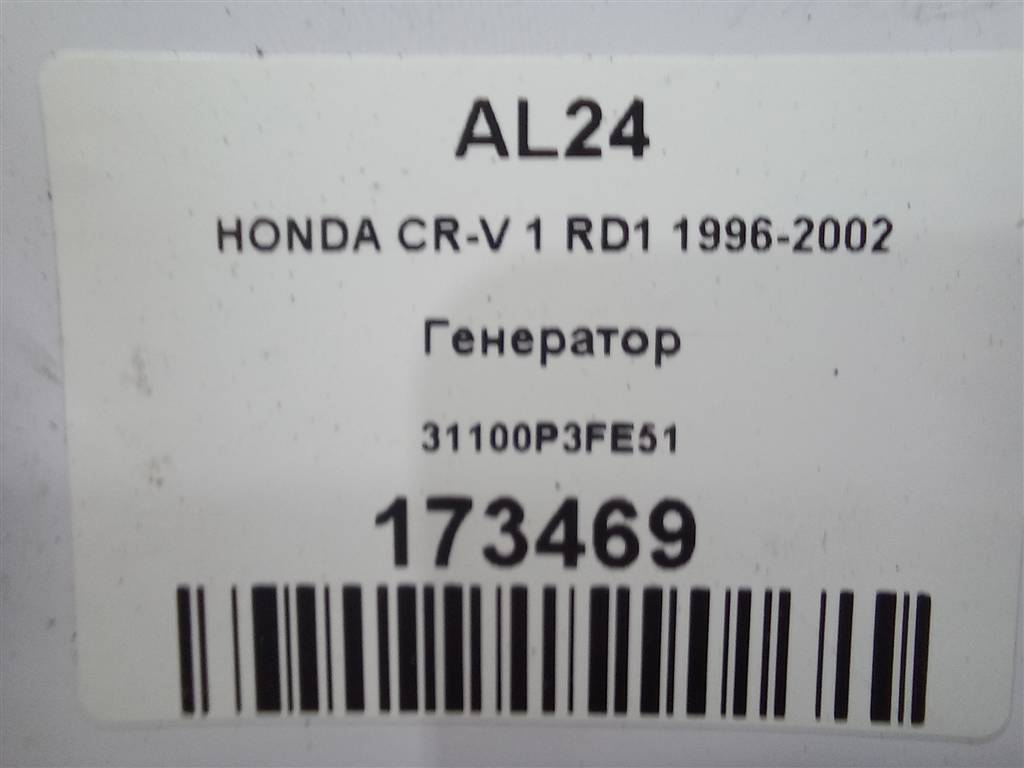 AL24
HONDA CR-V 1 RD1 1996-2002
Генератор
31100P3FE51
173469